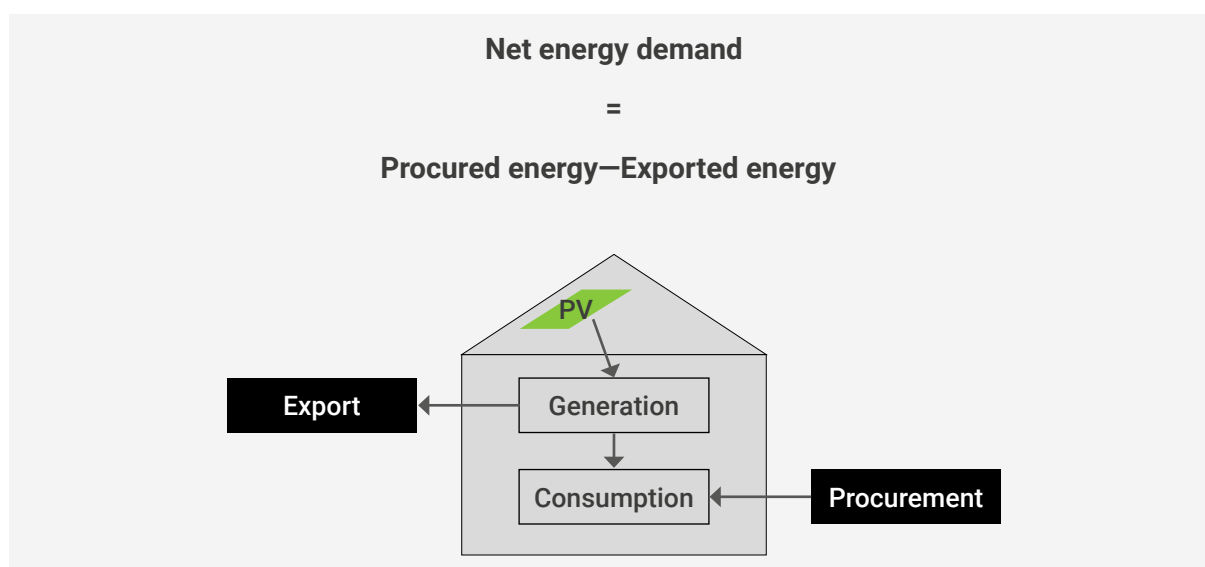 Net energy demand
=
Procured energy—Exported energy
PV
Export
Generation
Consumption
Procurement